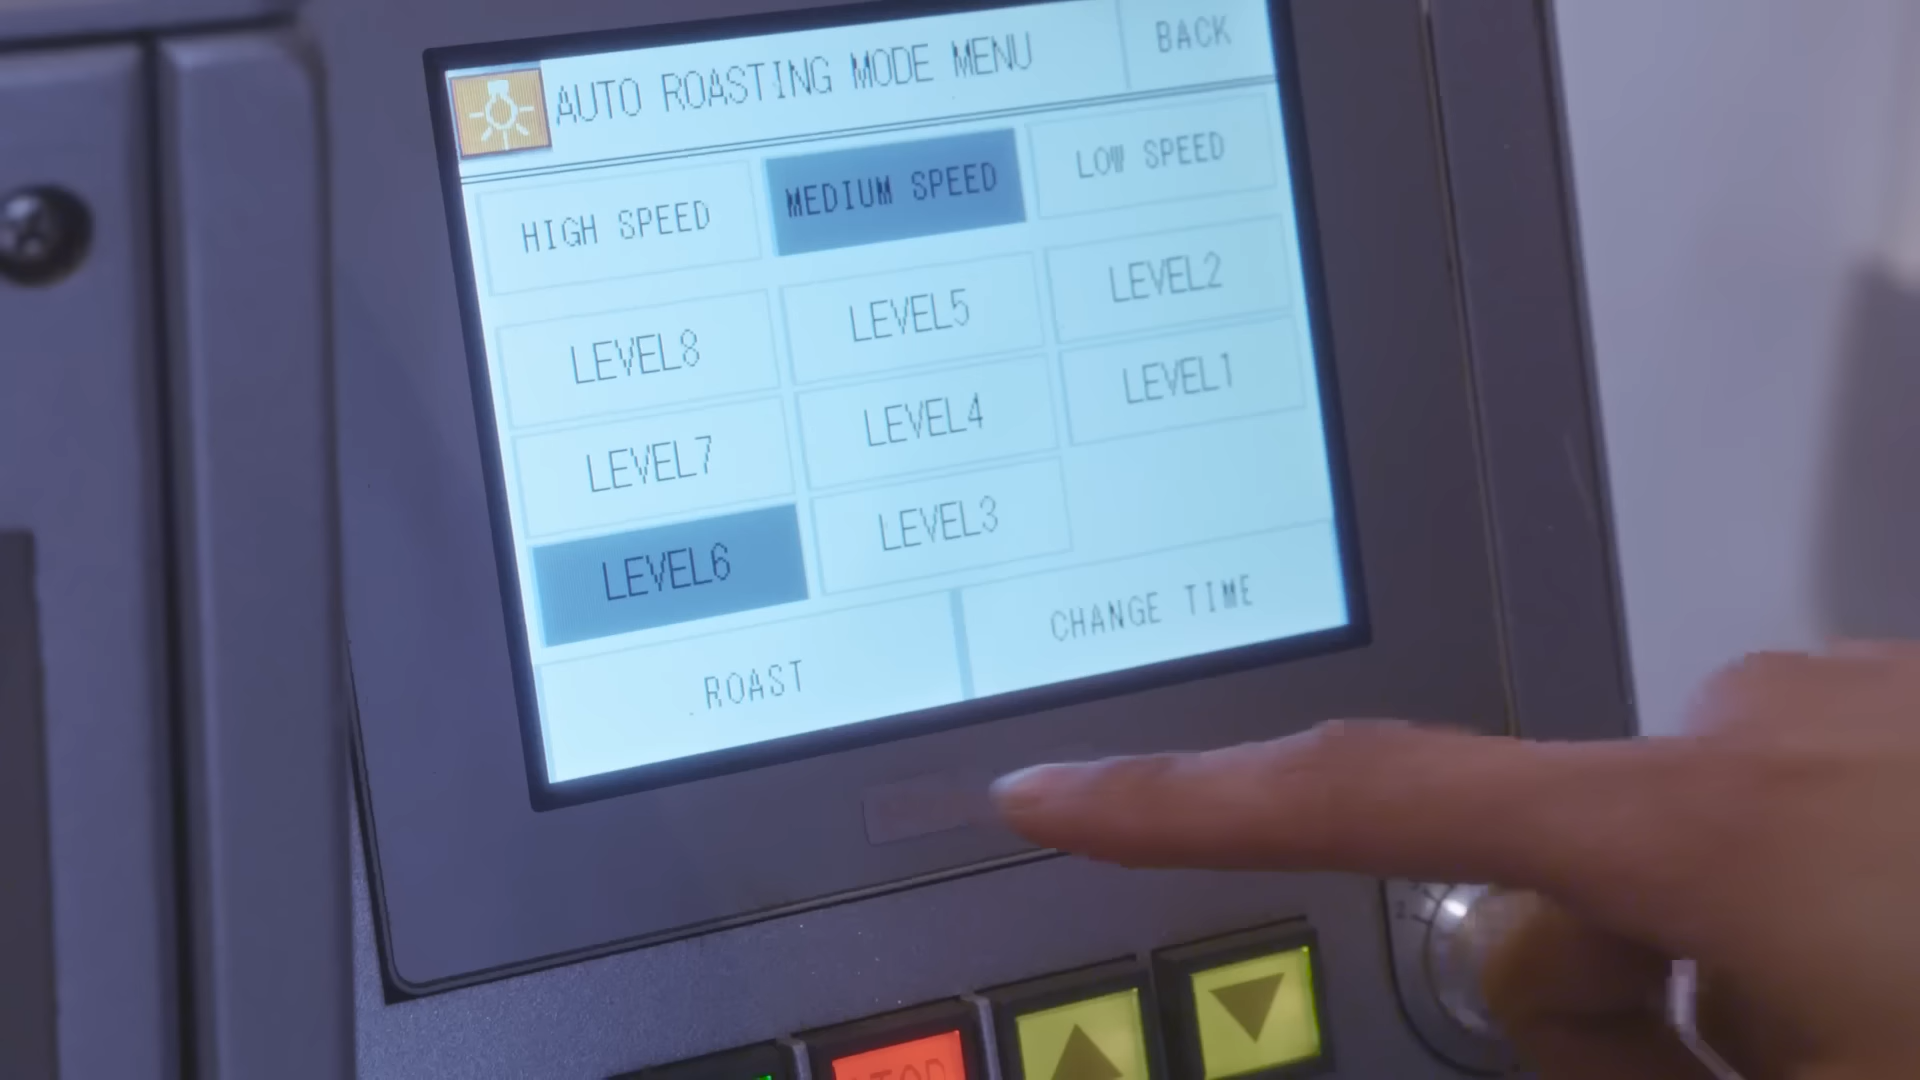 AUTO ROASTING MODE MENU
BACK
HIGH SPEED
MEDIUM SPEED
LOW SPEED
LEVEL8
LEVEL5
LEVEL2
LEVEL7
LEVEL4
LEVEL1
LEVEL6
LEVEL3
ROAST
CHANGE TIME